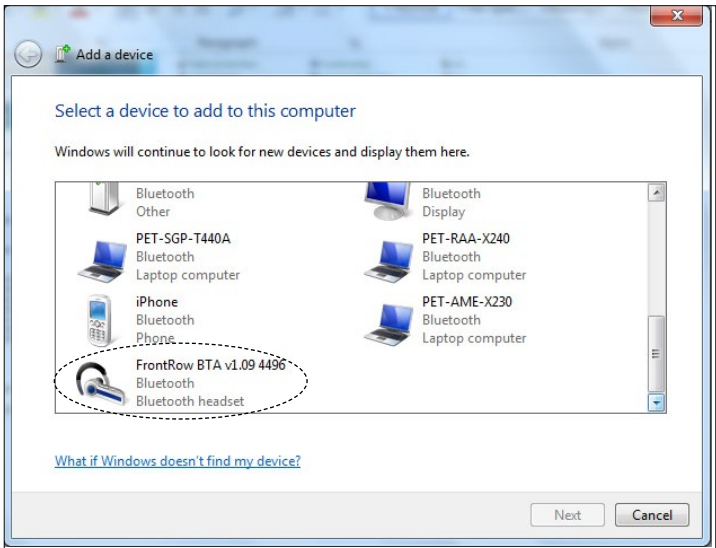 Add a device
Select a device to add to this computer
Windows will continue to look for new devices and display them here.
Bluetooth
Other
Bluetooth
Display
PET-SGP-T440A
Bluetooth
Laptop computer
PET-RAA-X240
Bluetooth
Laptop computer
iPhone
Bluetooth
Phone
PET-AME-X230
Bluetooth
Laptop computer
FrontRow BTA v1.09 4496
Bluetooth
Bluetooth headset
What if Windows doesn't find my device?
Next
Cancel